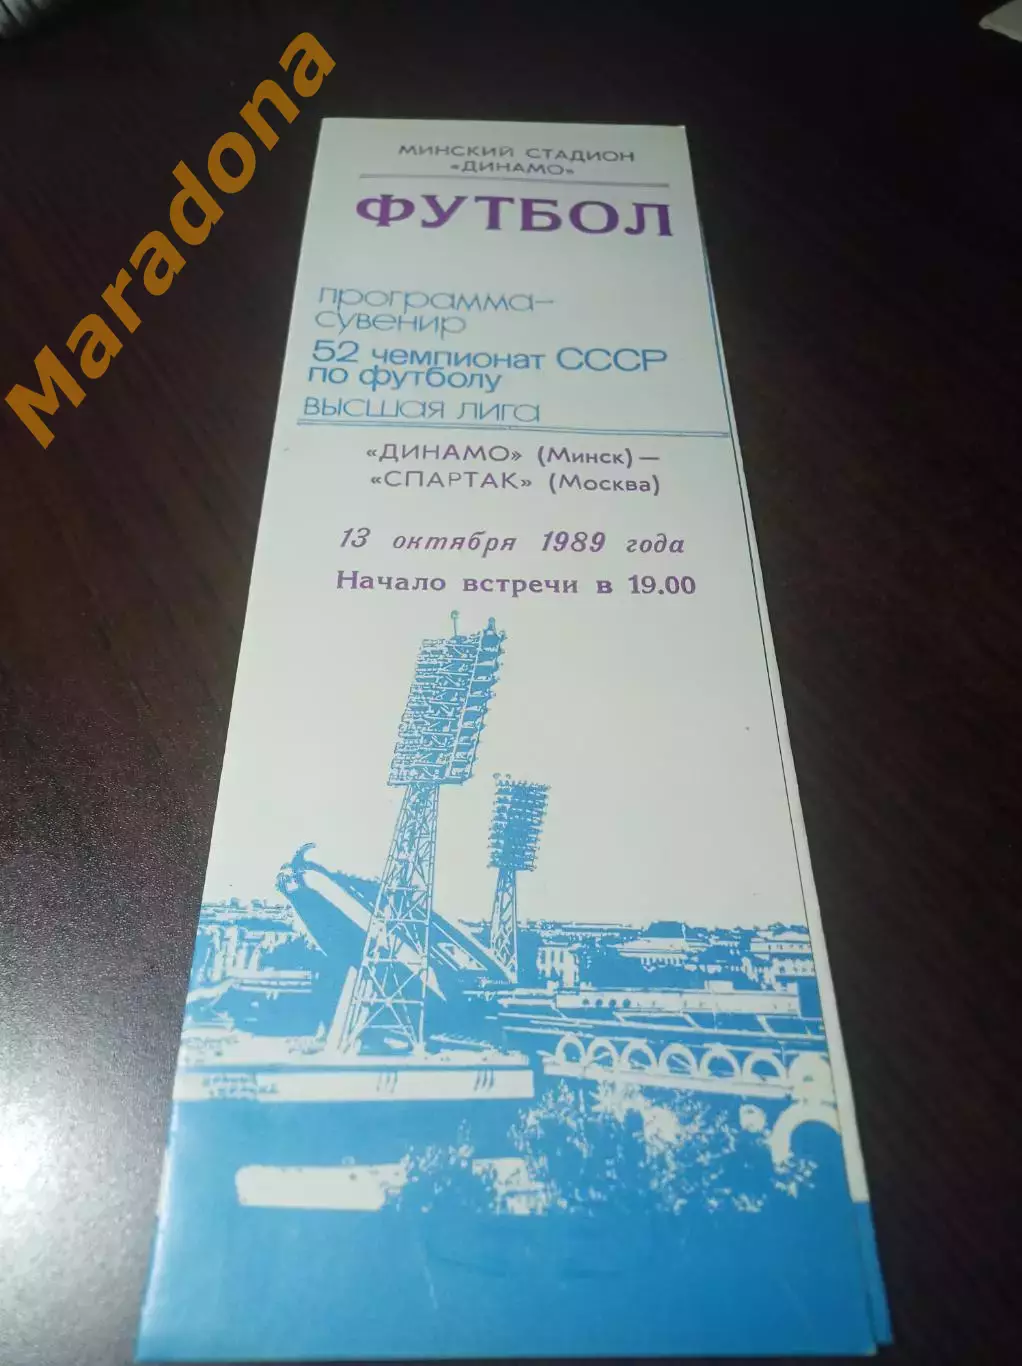 Maradona
МИНСКИЙ СТАДИОН
«ДИНАМО»
ФУТБОЛ
программа-
сувенир
52 чемпионат СССР
по футболу
высшая лига
«ДИНАМО» (Минск) —
«СПАРТАК» (Москва)
13 октября 1989 года
Начало встречи в 19.00